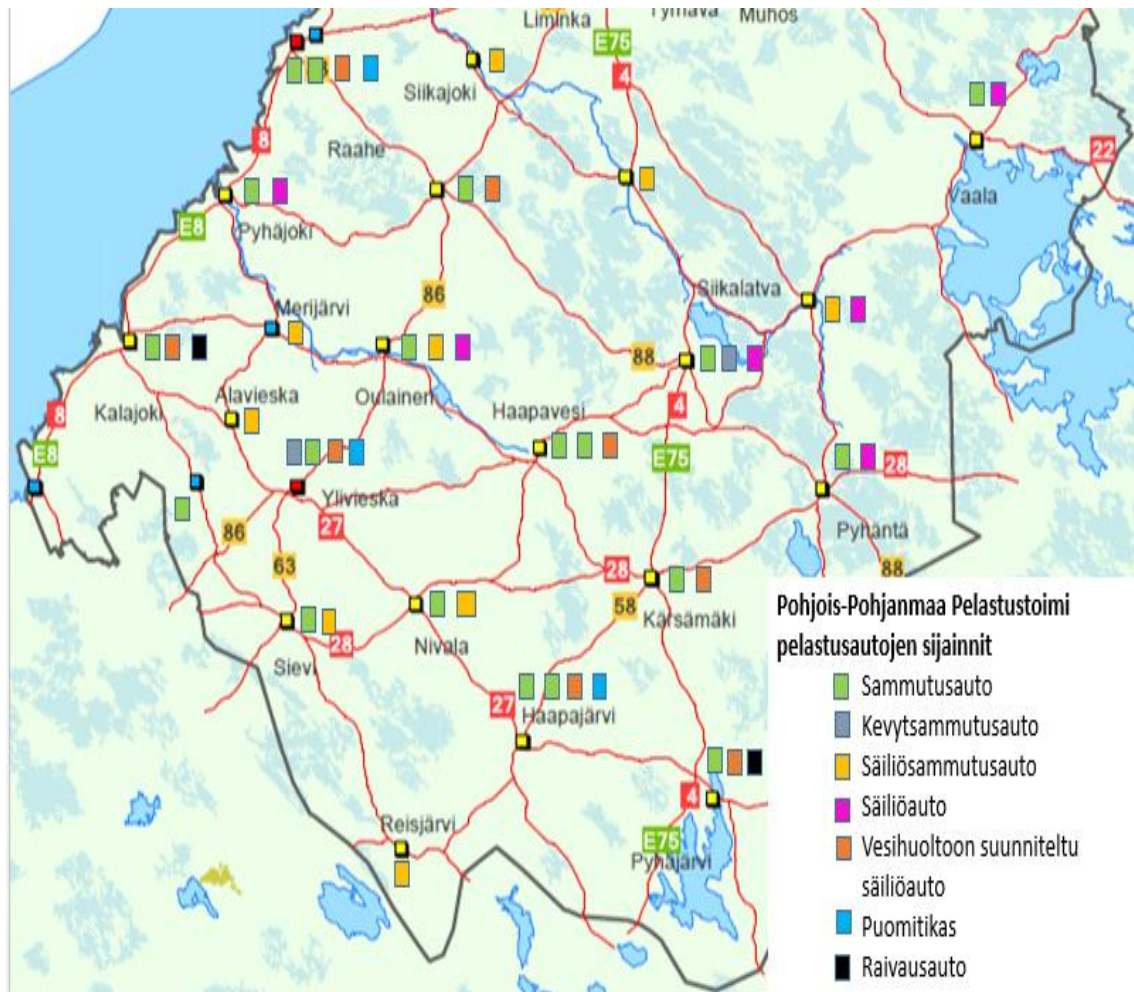 Liminka
Tyrnävä
Muhos
E75
4
Siikajoki
8
Raahe
22
Vaala
E8
Pyhäjoki
Siikalatva
86
Merijärvi
88
Alavieska
Oulainen
Haapavesi
4
Kalajoki
8
E8
E75
28
Ylivieska
27
86
Pyhäntä
63
28
58
88
Kärsämäki
Nivala
28
Sievi
27
Haapajärvi
4
Reisjärvi
E75
Pyhäjärvi
Pohjois-Pohjanmaa Pelastustoimi
pelastusautojen sijainnit
Sammutusauto
Kevytsammutusauto
Säiliösammutusauto
Säiliöauto
Vesihuoltoon suunniteltu
säiliöauto
Puomitikas
Raivausauto